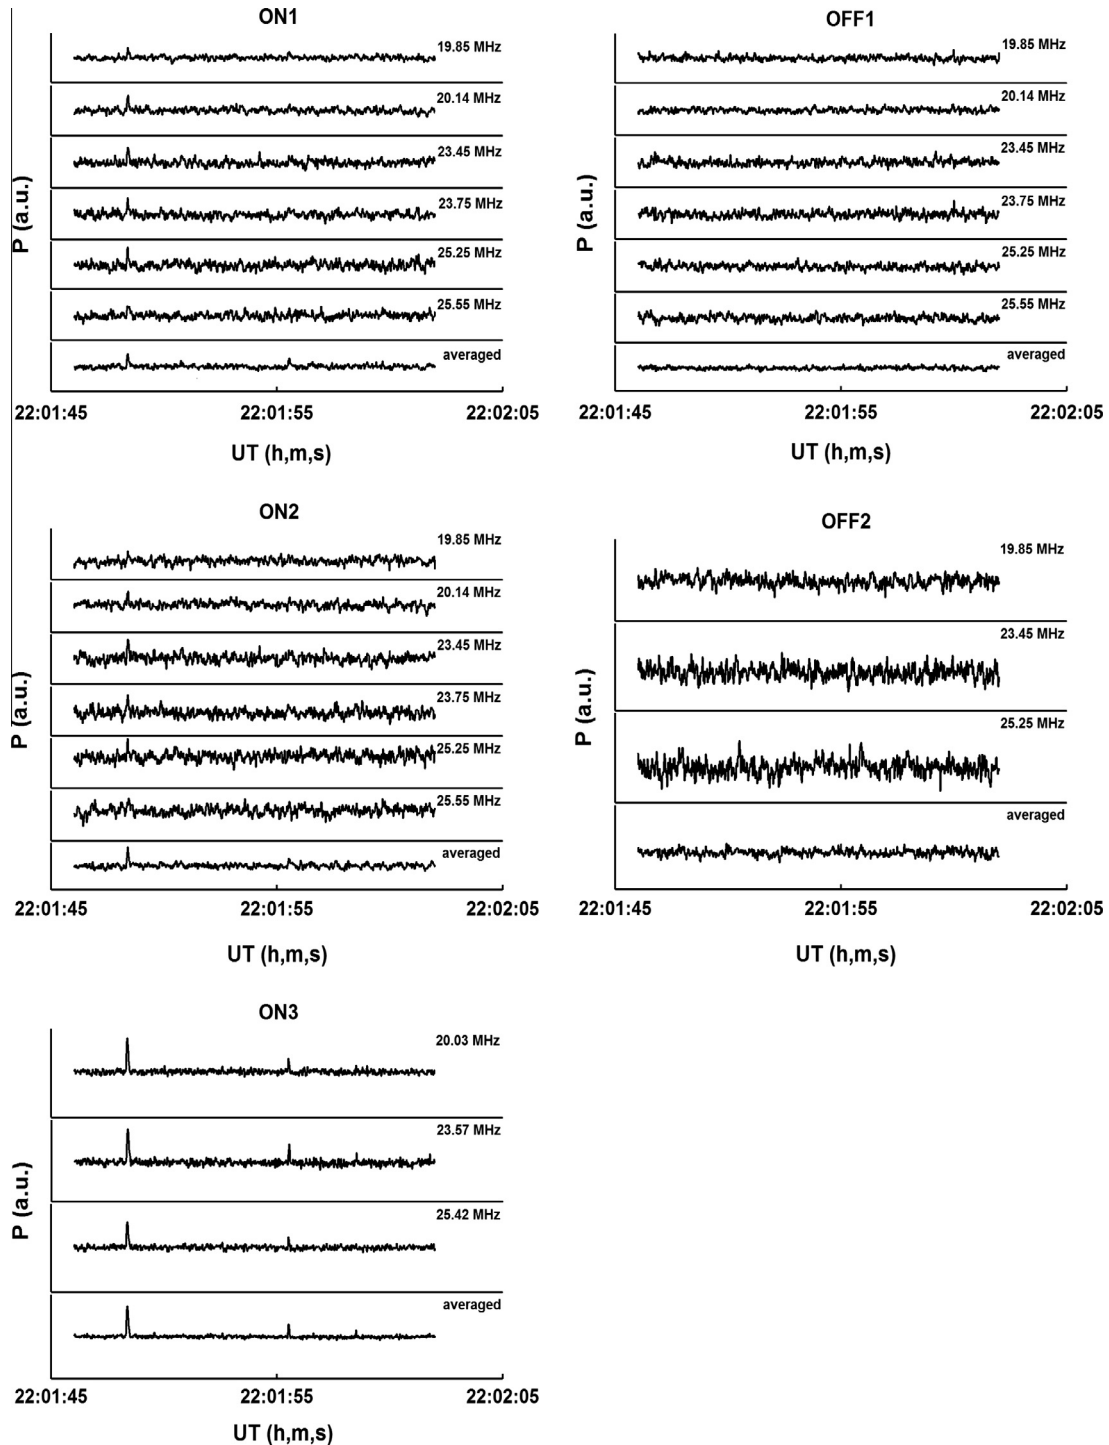 ON1
19.85 MHz
20.14 MHz
23.45 MHz
23.75 MHz
25.25 MHz
25.55 MHz
averaged
P (a.u.)
22:01:45 22:01:55 22:02:05
UT (h,m,s)
OFF1
19.85 MHz
20.14 MHz
23.45 MHz
23.75 MHz
25.25 MHz
25.55 MHz
averaged
P (a.u.)
22:01:45 22:01:55 22:02:05
UT (h,m,s)
ON2
19.85 MHz
20.14 MHz
23.45 MHz
23.75 MHz
25.25 MHz
25.55 MHz
averaged
P (a.u.)
22:01:45 22:01:55 22:02:05
UT (h,m,s)
OFF2
19.85 MHz
23.45 MHz
25.25 MHz
averaged
P (a.u.)
22:01:45 22:01:55 22:02:05
UT (h,m,s)
ON3
20.03 MHz
23.57 MHz
25.42 MHz
averaged
P (a.u.)
22:01:45 22:01:55 22:02:05
UT (h,m,s)